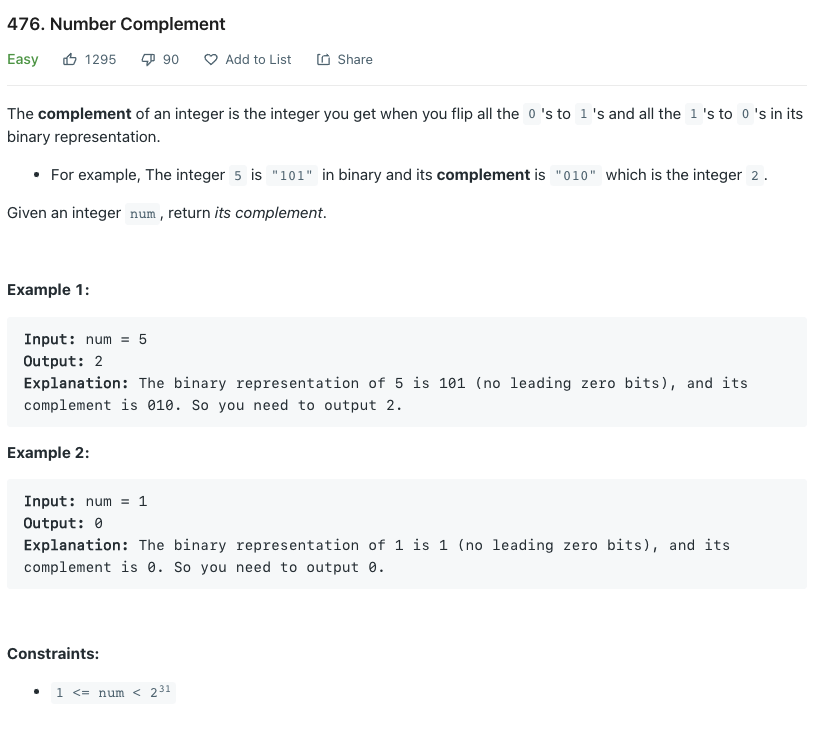 476. Number Complement
Easy 1295 90 Add to List Share
The complement of an integer is the integer you get when you flip all the 0 's to 1 's and all the 1 's to 0 's in its
binary representation.
• For example, The integer 5 is "101" in binary and its complement is "010" which is the integer 2 .
Given an integer num , return its complement.
Example 1:
Input: num = 5
Output: 2
Explanation: The binary representation of 5 is 101 (no leading zero bits), and its
complement is 010. So you need to output 2.
Example 2:
Input: num = 1
Output: 0
Explanation: The binary representation of 1 is 1 (no leading zero bits), and its
complement is 0. So you need to output 0.
Constraints:
• 1 <= num < 2³¹